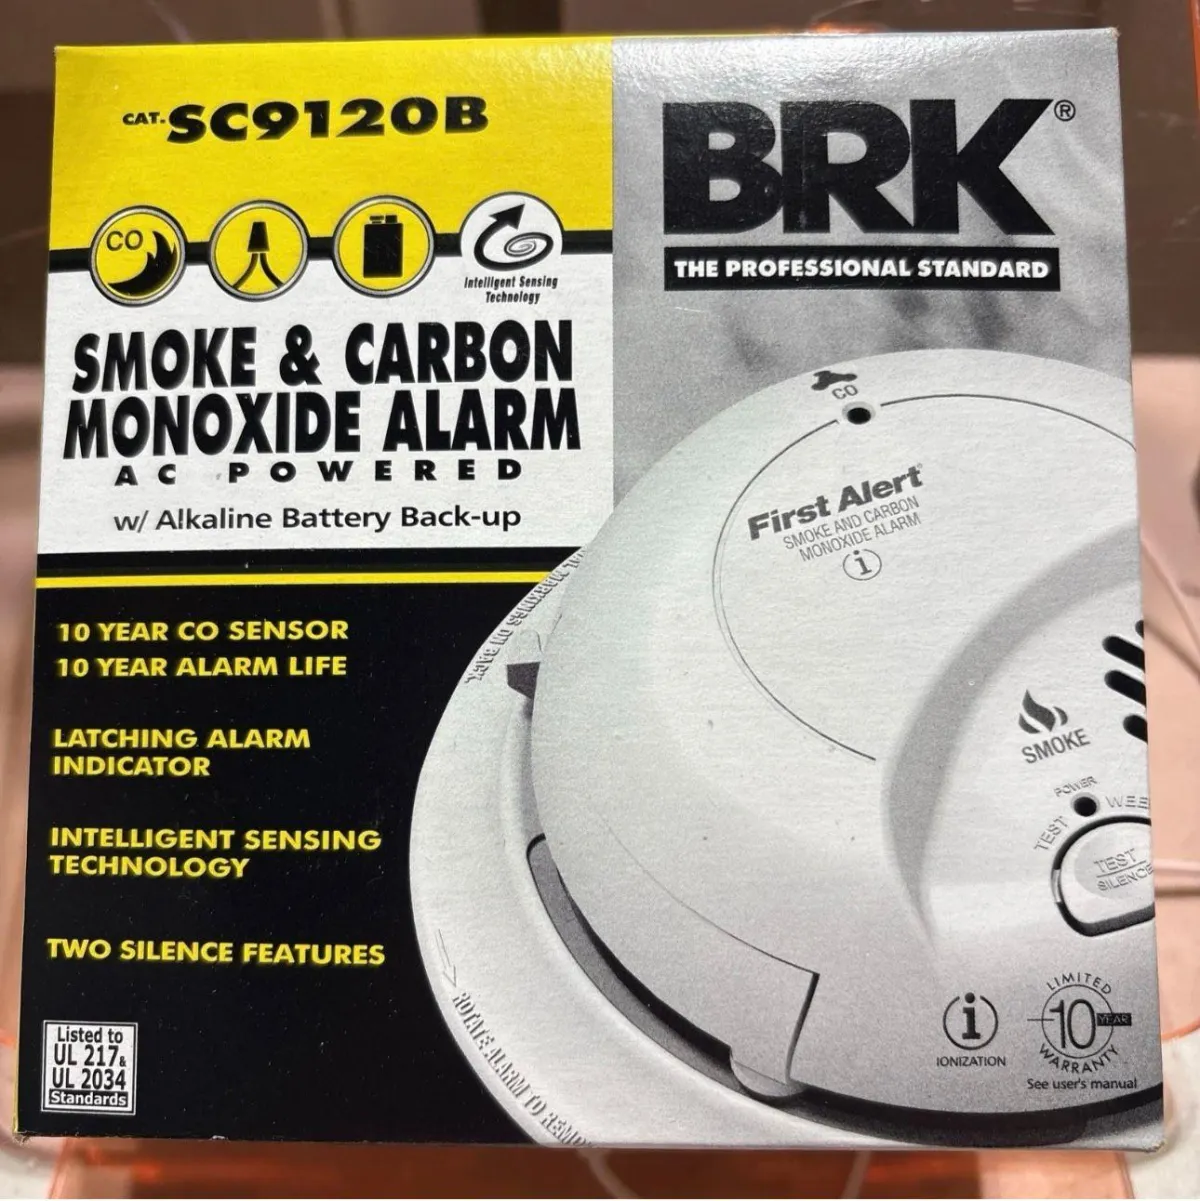 CAT. SC9120B
BRK®
THE PROFESSIONAL STANDARD
CO
Intelligent Sensing
Technology
SMOKE & CARBON
MONOXIDE ALARM
AC POWERED
w/ Alkaline Battery Back-up
10 YEAR CO SENSOR
10 YEAR ALARM LIFE
LATCHING ALARM
INDICATOR
INTELLIGENT SENSING
TECHNOLOGY
TWO SILENCE FEATURES
Listed to
UL 217&
UL 2034
Standards
CO
First Alert
SMOKE AND CARBON
MONOXIDE ALARM
i
MARKINGS ON BACK.
SMOKE
POWER
TEST
TEST
SILENCE
ROTATE ALARM TO
i
IONIZATION
LIMITED
10 YEAR
WARRANTY
See user's manual